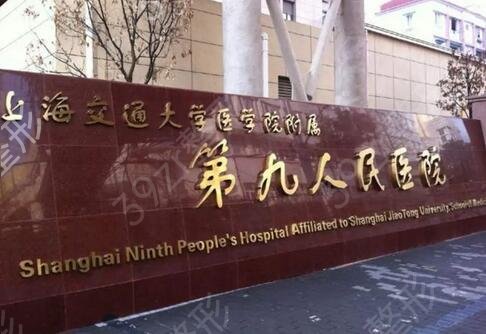 上海交通大学医学院附属
第九人民医院
Shanghai Ninth People's Hospital Affiliated to Shanghai JiaoTong University, School of Medicine